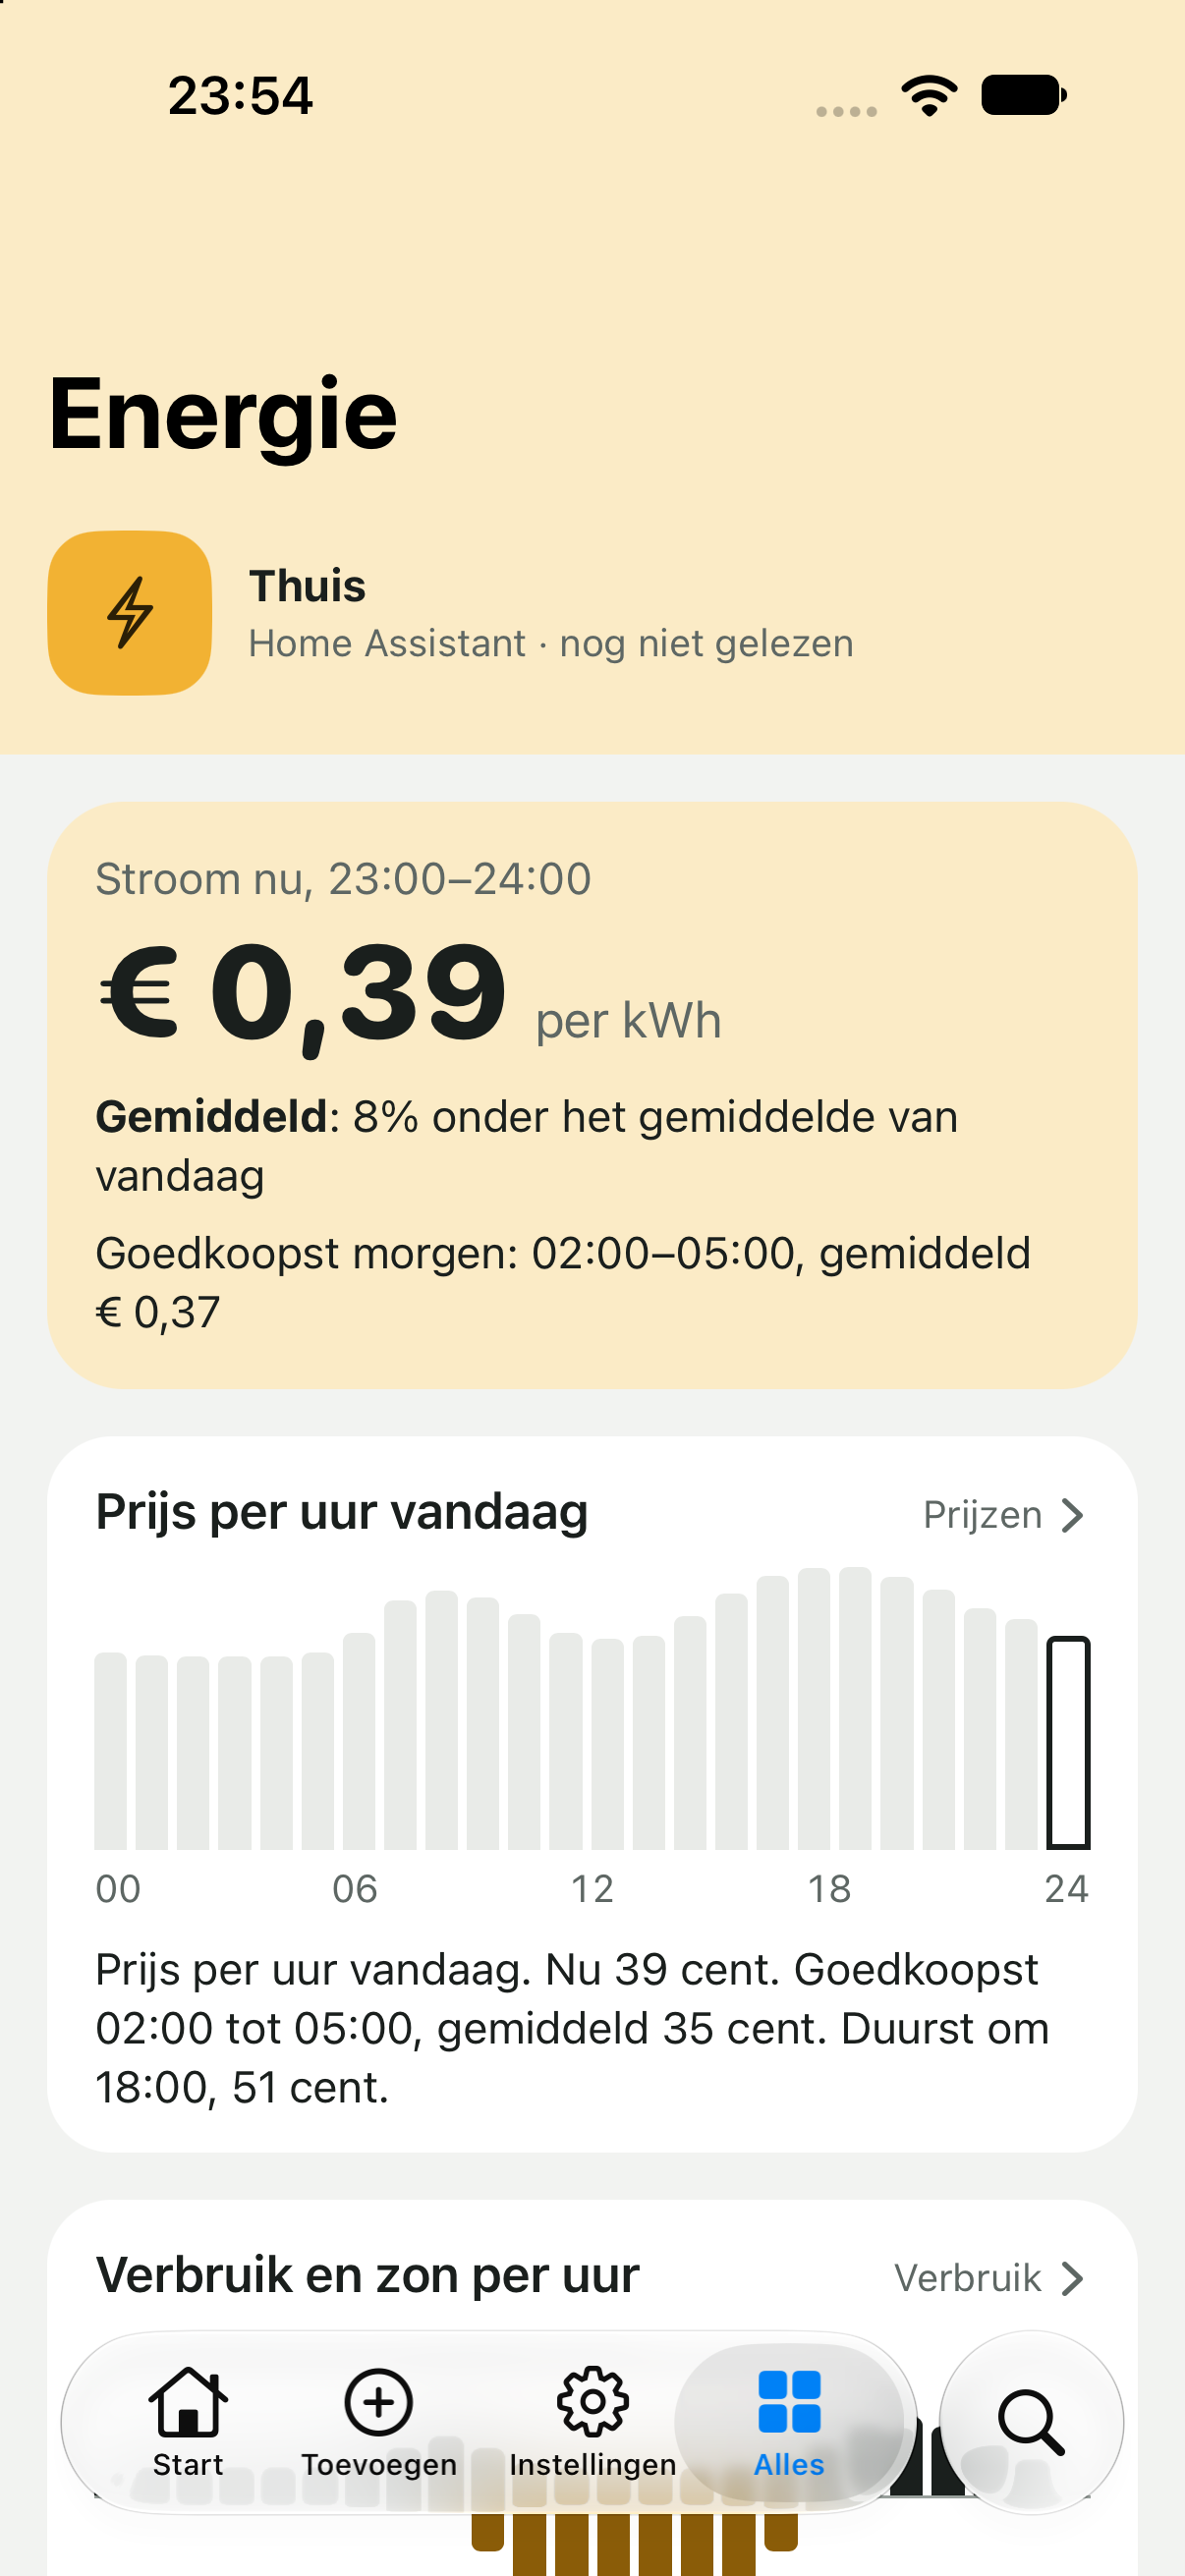 23:54
Energie
Thuis
Home Assistant · nog niet gelezen
Stroom nu, 23:00–24:00
€ 0,39 per kWh
Gemiddeld: 8% onder het gemiddelde van
vandaag
Goedkoopst morgen: 02:00–05:00, gemiddeld
€ 0,37
Prijs per uur vandaag
Prijzen
00 06 12 18 24
Prijs per uur vandaag. Nu 39 cent. Goedkoopst
02:00 tot 05:00, gemiddeld 35 cent. Duurst om
18:00, 51 cent.
Verbruik en zon per uur
Verbruik
Start Toevoegen Instellingen Alles